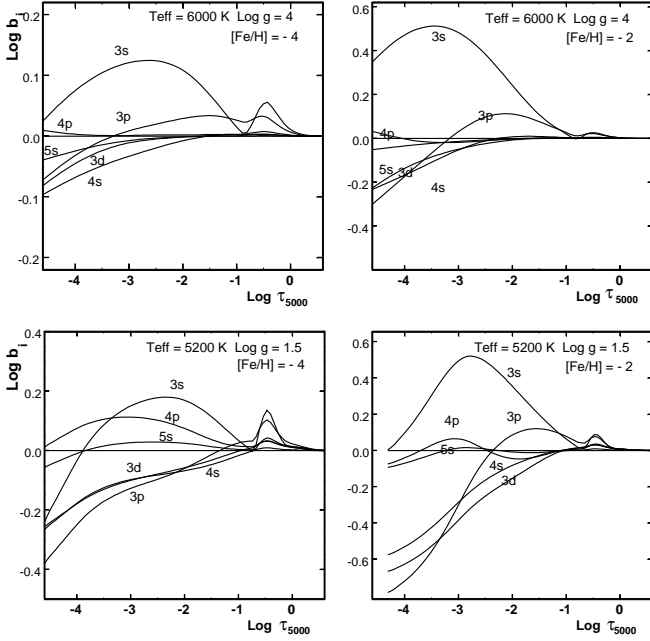 Teff = 6000 K Log g = 4
[Fe/H] = - 4
Log b i
0.2
0.1
0.0
-0.1
-0.2
3s
3p
4p
5s
3d
4s
-4 -3 -2 -1 0
Log τ5000
Teff = 6000 K Log g = 4
[Fe/H] = - 2
0.6
0.4
0.2
0.0
-0.2
-0.4
-0.6
3s
3p
4p
5s
3d
4s
-4 -3 -2 -1 0
Log τ5000
Teff = 5200 K Log g = 1.5
[Fe/H] = - 4
Log b i
0.4
0.2
0.0
-0.2
-0.4
3s
4p
5s
3d
3p
4s
-4 -3 -2 -1 0
Log τ5000
Teff = 5200 K Log g = 1.5
[Fe/H] = - 2
0.6
0.4
0.2
0.0
-0.2
-0.4
-0.6
3s
4p
3p
5s
4s
3d
-4 -3 -2 -1 0
Log τ5000